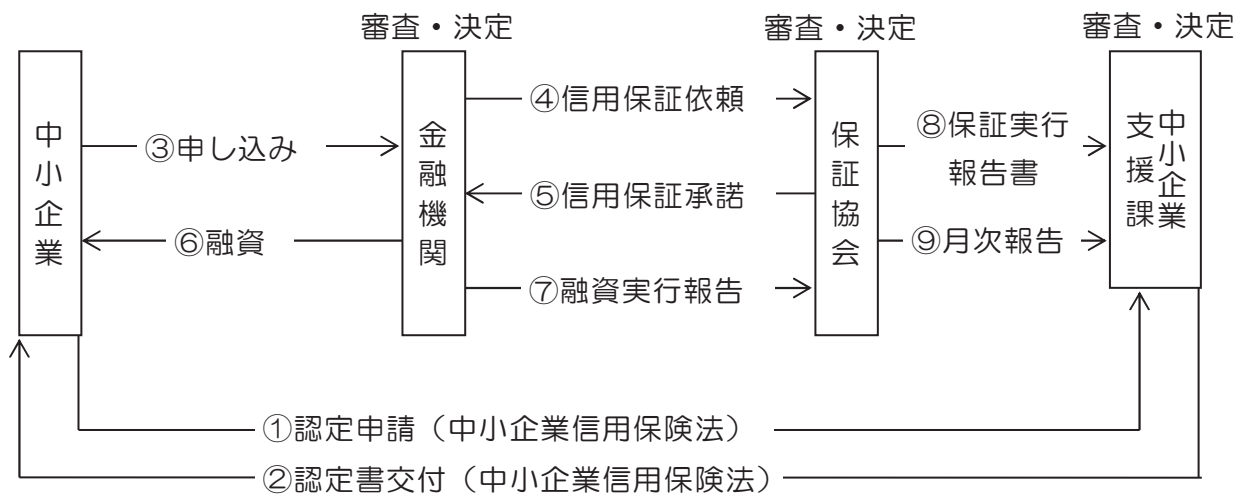 審査・決定
審査・決定
審査・決定
中小企業
金融機関
保証協会
中小企業
支援課
③申し込み
④信用保証依頼
⑤信用保証承諾
⑥融資
⑦融資実行報告
⑧保証実行
報告書
⑨月次報告
①認定申請（中小企業信用保険法）
②認定書交付（中小企業信用保険法）